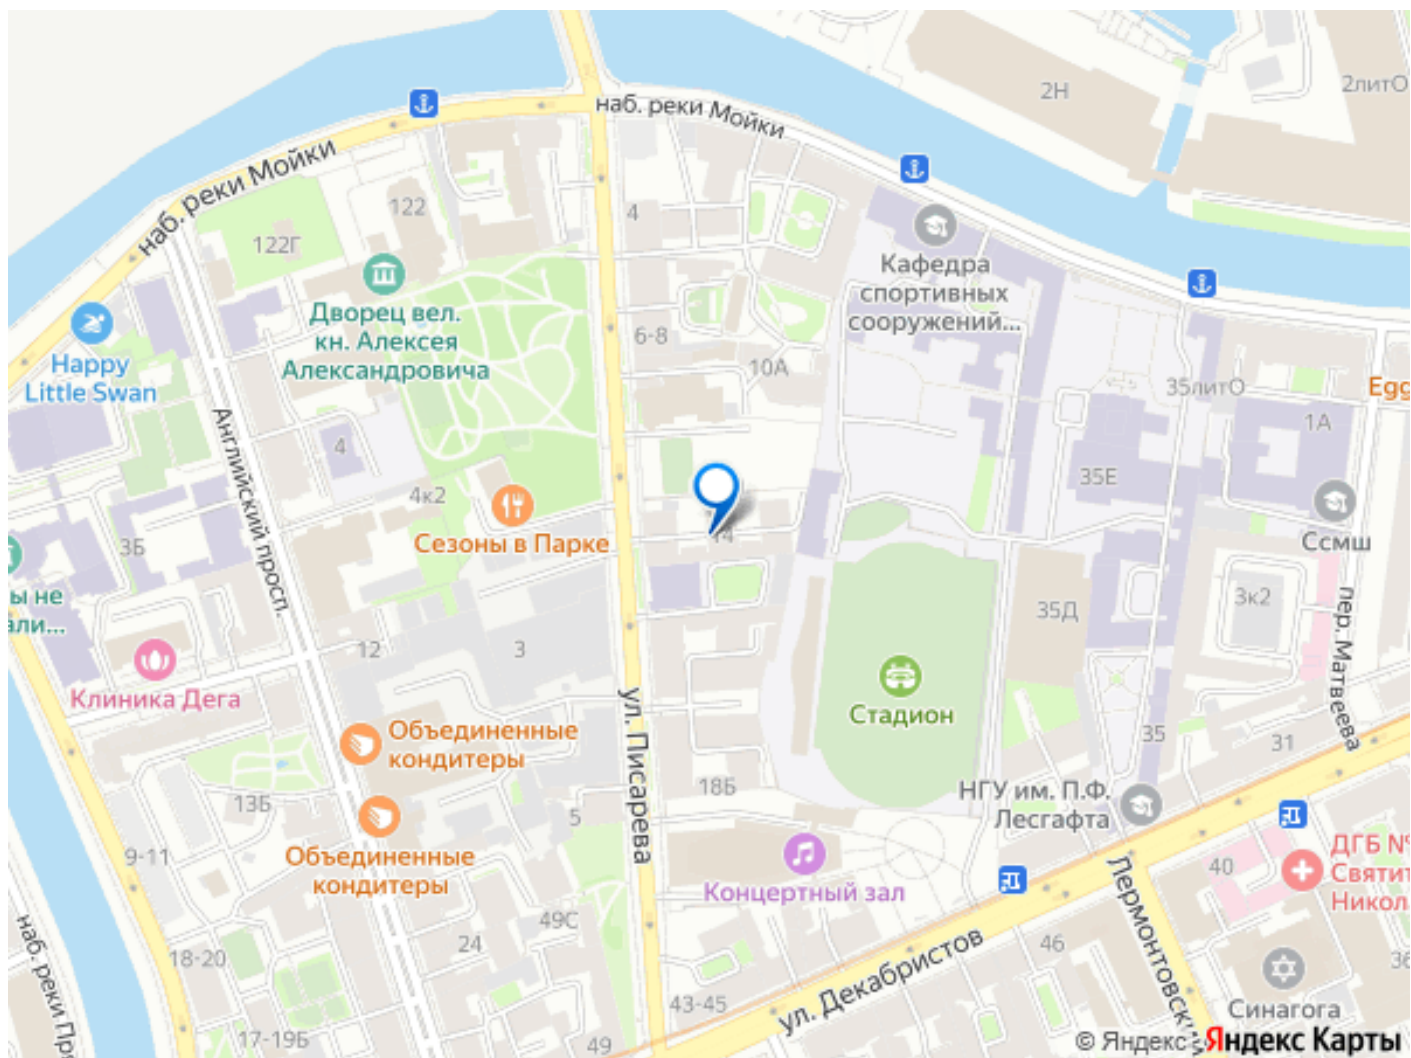 2Н
2литО
наб. реки Мойки
наб. реки Мойки
122
4
122Г
Кафедра
спортивных
сооружений...
Дворец вел.
кн. Алексея
Александровича
6-8
10А
Happy
Little Swan
35литО
Egg
1А
Английский просп.
4
35Е
4к2
14
Сезоны в Парке
3Б
Ссмш
ы не
али...
3к2
35Д
пер. Матвеева
12
3
Клиника Дега
ул. Писарева
Стадион
Объединенные
кондитеры
35
31
18Б
13Б
НГУ им. П.Ф.
Лесгафта
5
9-11
Объединенные
кондитеры
Концертный зал
40
ДГБ №
Святит
Никол
Лермонтовски
49С
24
46
18-20
наб. реки Пр
ул. Декабристов
36
43-45
Синагога
17-19Б
49
© Яндекс
Яндекс Карты